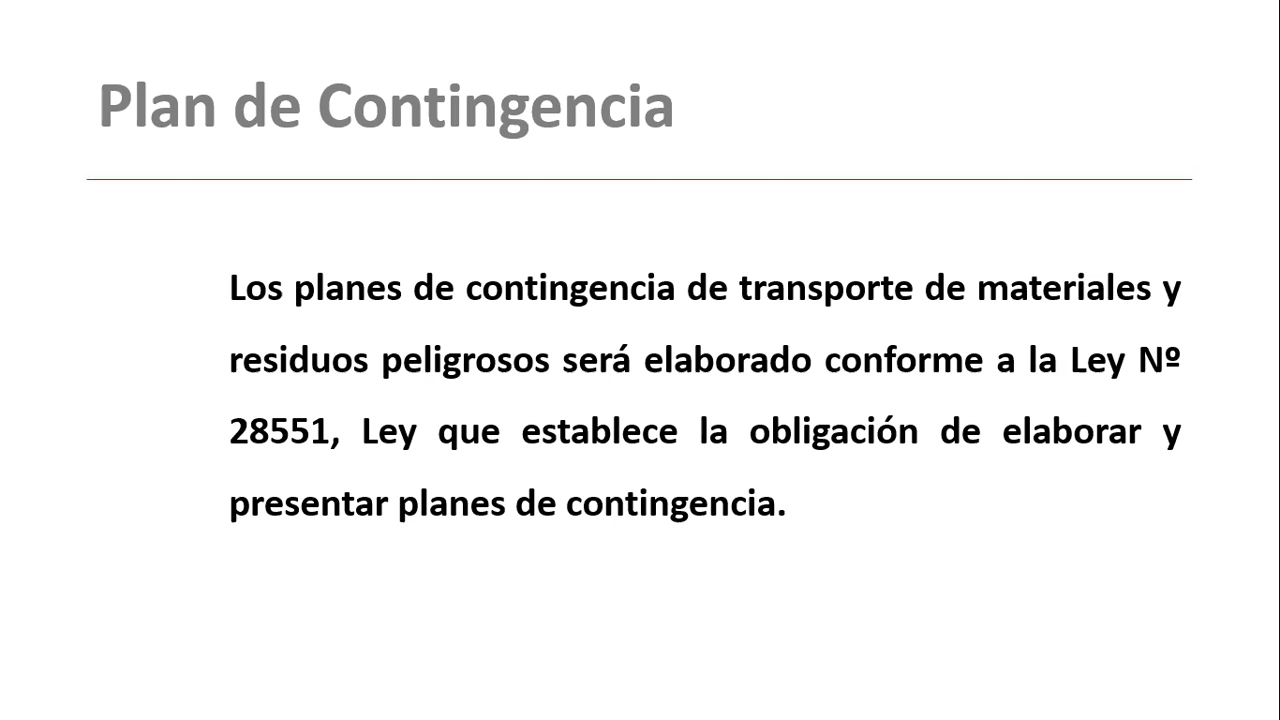 Plan de Contingencia
Los planes de contingencia de transporte de materiales y
residuos peligrosos será elaborado conforme a la Ley Nº
28551, Ley que establece la obligación de elaborar y
presentar planes de contingencia.